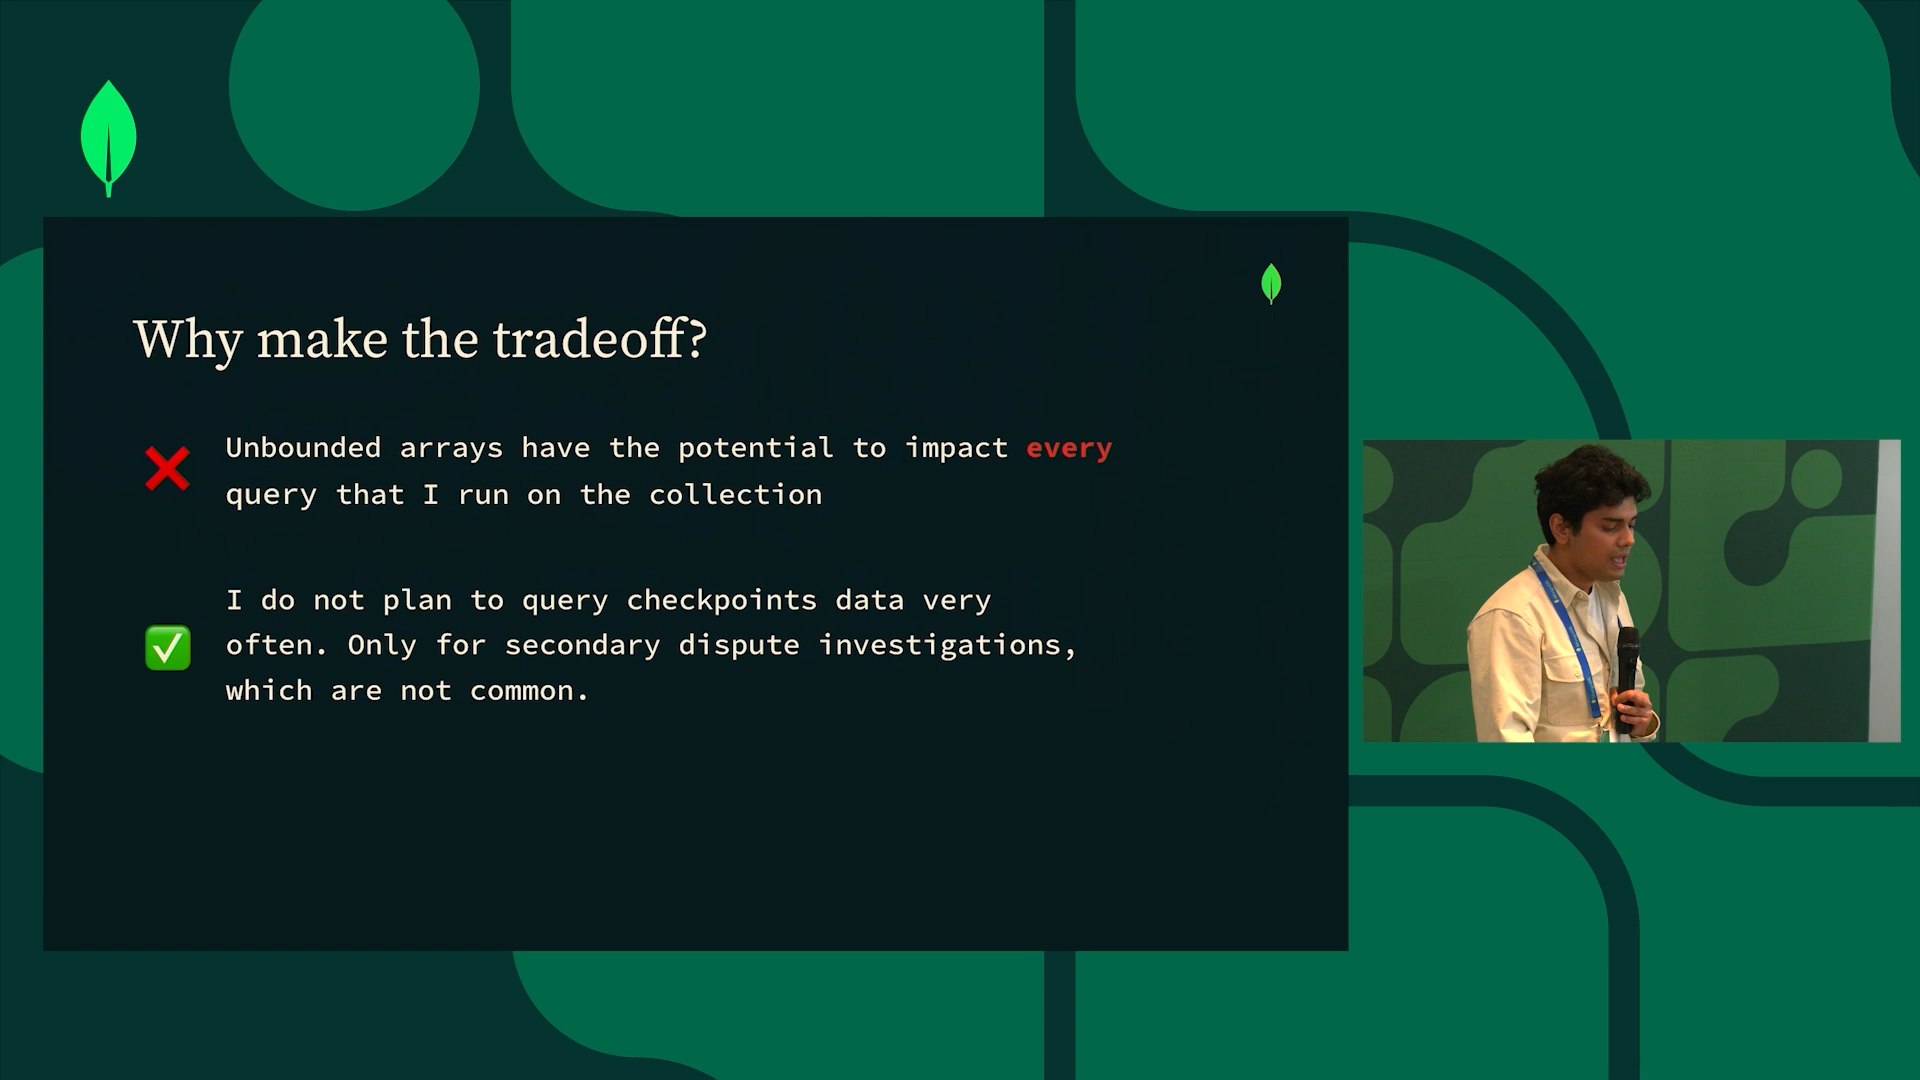 Why make the tradeoff?
Unbounded arrays have the potential to impact every
query that I run on the collection
I do not plan to query checkpoints data very
often. Only for secondary dispute investigations,
which are not common.